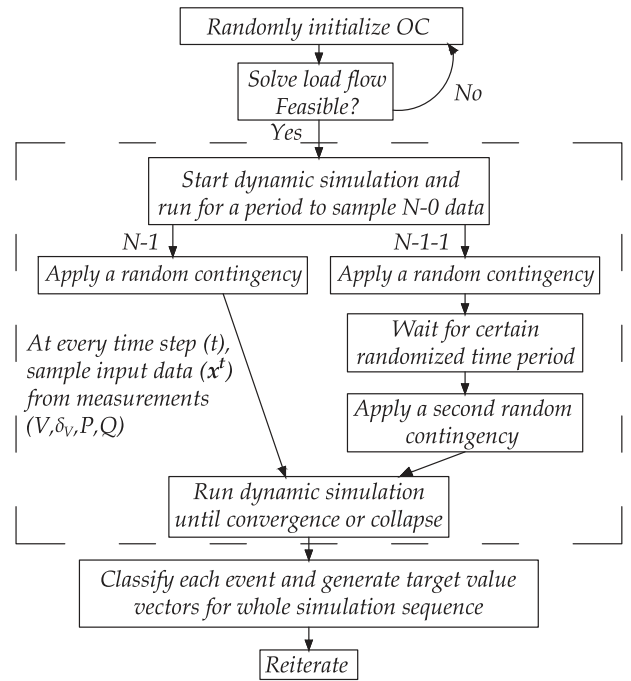 Randomly initialize OC
Solve load flow
Feasible?
No
Yes
Start dynamic simulation and
run for a period to sample N-0 data
N-1
N-1-1
Apply a random contingency
Apply a random contingency
Wait for certain
randomized time period
At every time step (t),
sample input data (xᵗ)
from measurements
(V,δ_V,P,Q)
Apply a second random
contingency
Run dynamic simulation
until convergence or collapse
Classify each event and generate target value
vectors for whole simulation sequence
Reiterate